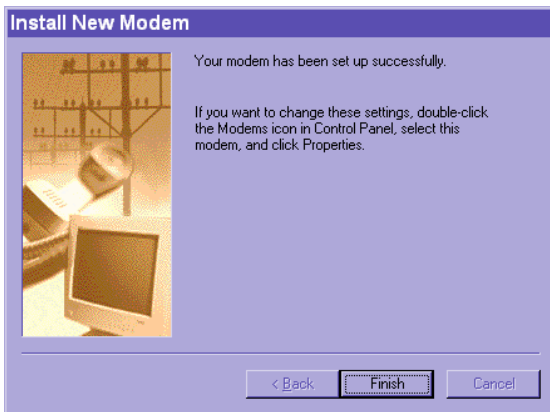 Install New Modem
Your modem has been set up successfully.
If you want to change these settings, double-click
the Modems icon in Control Panel, select this
modem, and click Properties.
< Back
Finish
Cancel